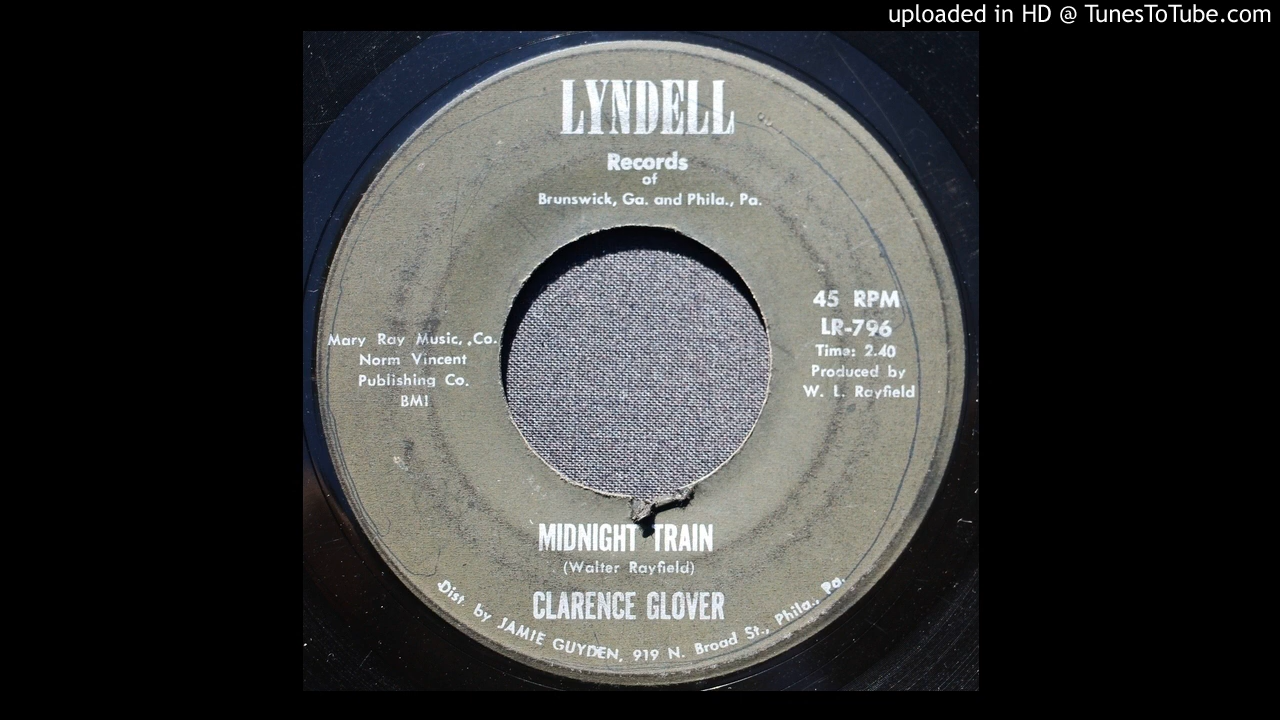 uploaded in HD @ TunesToTube.com
LYNDELL
Records
of
Brunswick, Ga. and Phila., Pa.
45 RPM
LR-796
Time: 2.40
Produced by
W. L. Rayfield
Mary Ray Music, ,Co.
Norm Vincent
Publishing Co.
BMI
MIDNIGHT TRAIN
(Walter Rayfield)
CLARENCE GLOVER
Dist. by JAMIE GUYDEN, 919 N. Broad St., Phila., Pa.